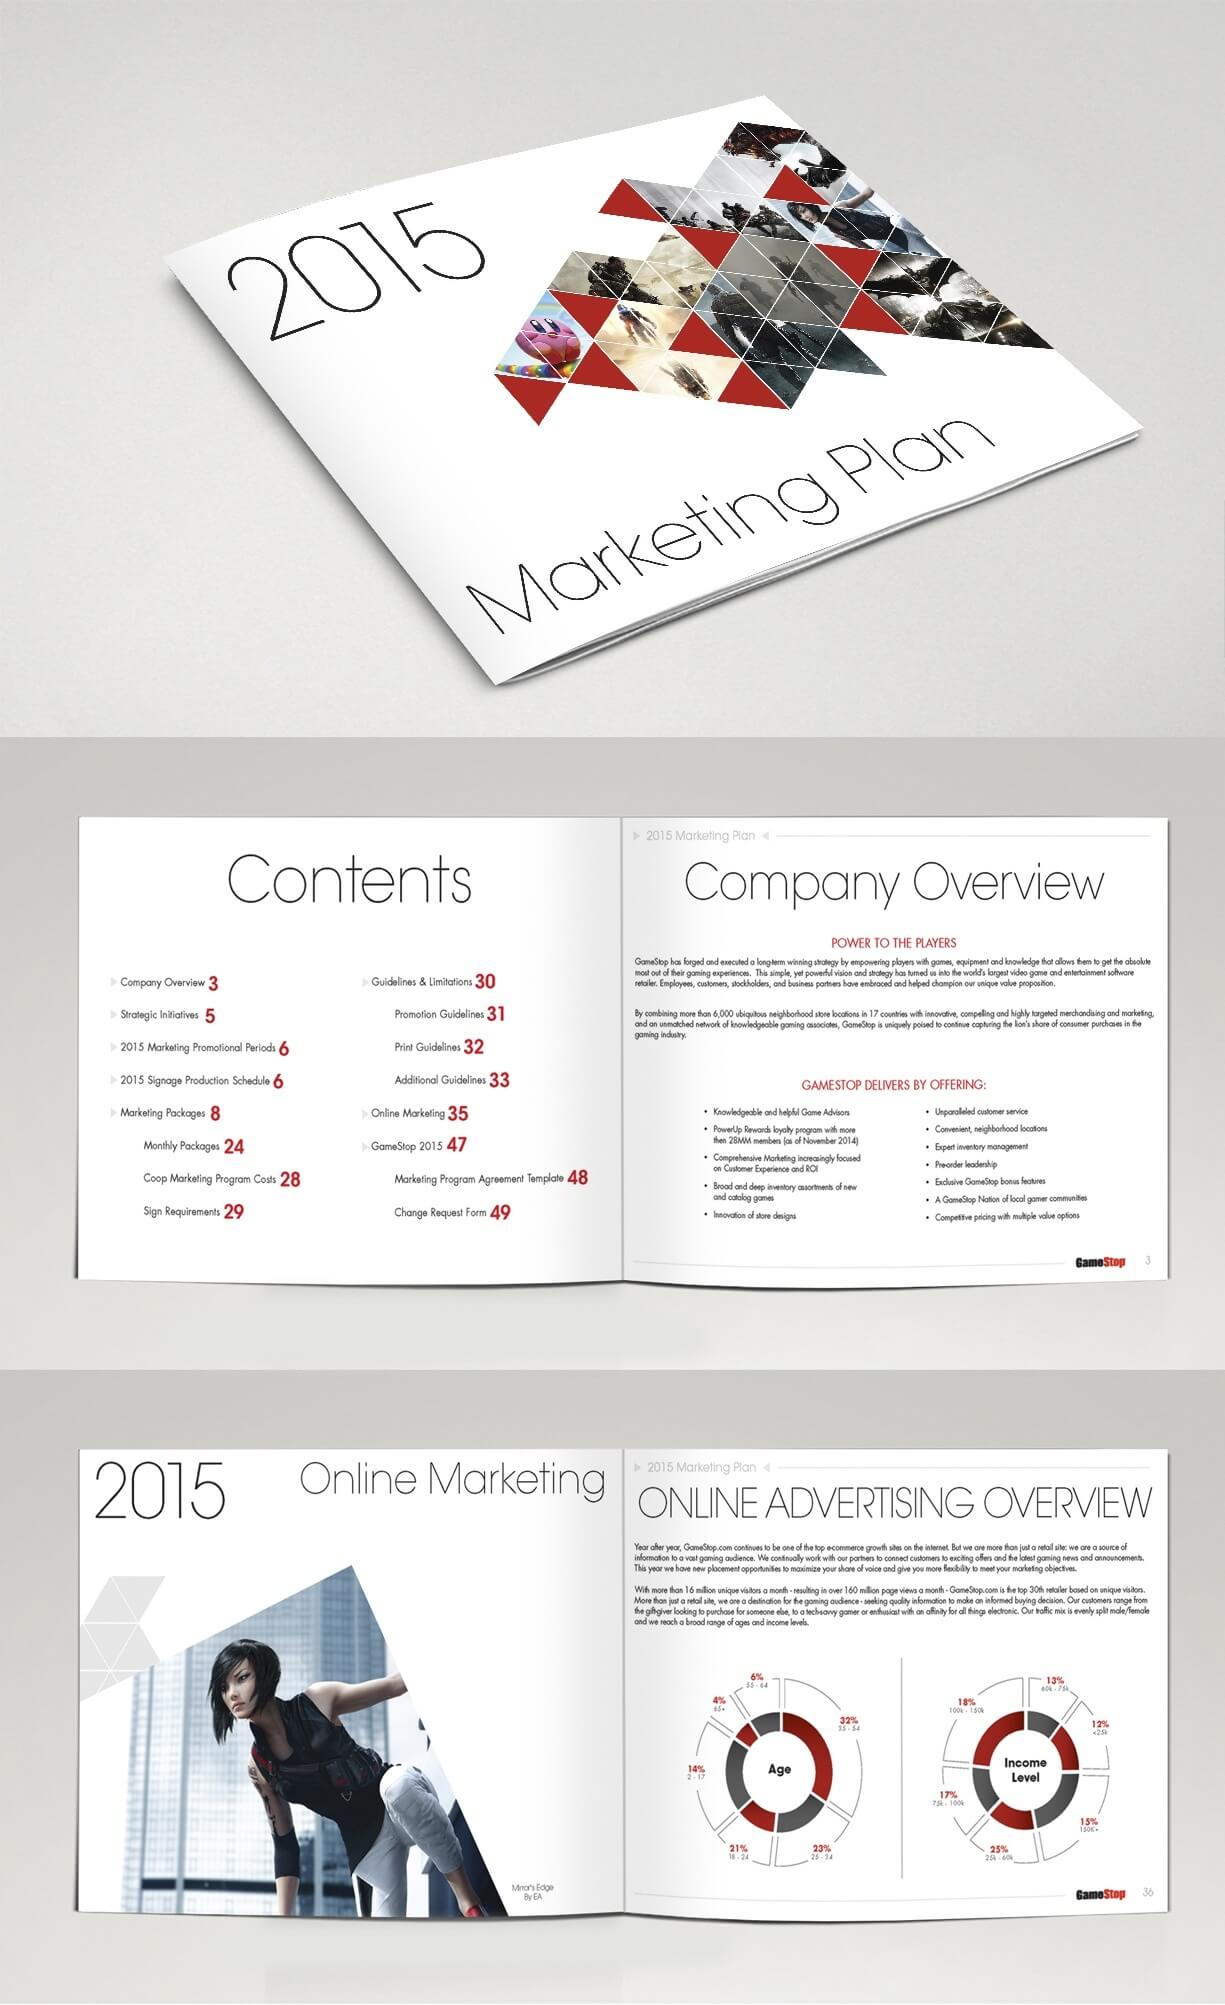 2015
Marketing Plan
Contents
Company Overview 3
Strategic Initiatives 5
2015 Marketing Promotional Periods 6
2015 Signage Production Schedule 6
Marketing Packages 8
Monthly Packages 24
Coop Marketing Program Costs 28
Sign Requirements 29
Guidelines & Limitations 30
Promotion Guidelines 31
Print Guidelines 32
Additional Guidelines 33
Online Marketing 35
GameStop 2015 47
Marketing Program Agreement Template 48
Change Request Form 49
2015 Marketing Plan
Company Overview
POWER TO THE PLAYERS
GameStop has forged and executed a long-term winning strategy by empowering players with games, equipment and knowledge that allows them to get the absolute
most out of their gaming experiences. This simple, yet powerful vision and strategy has turned us into the world's largest video game and entertainment software
retailer. Employees, customers, stockholders, and business partners have embraced and helped champion our unique value proposition.
By combining more than 6,000 ubiquitous neighborhood store locations in 17 countries with innovative, compelling and highly targeted merchandising and marketing,
and an unmatched network of knowledgeable gaming associates, GameStop is uniquely poised to continue capturing the lion's share of consumer purchases in the
gaming industry.
GAMESTOP DELIVERS BY OFFERING:
• Knowledgeable and helpful Game Advisors
• PowerUp Rewards loyalty program with more
then 28MM members (as of November 2014)
• Comprehensive Marketing increasingly focused
on Customer Experience and ROI
• Broad and deep inventory assortments of new
and catalog games
• Innovation of store designs
• Unparalleled customer service
• Convenient, neighborhood locations
• Expert inventory management
• Pre-order leadership
• Exclusive GameStop bonus features
• A GameStop Nation of local gamer communities
• Competitive pricing with multiple value options
GameStop 3
2015
Online Marketing
Mirror's Edge
By EA
2015 Marketing Plan
ONLINE ADVERTISING OVERVIEW
Year after year, GameStop.com continues to be one of the top e-commerce growth sites on the internet. But we are more than just a retail site: we are a source of
information to a vast gaming audience. We continually work with our partners to connect customers to exciting offers and the latest gaming news and announcements.
This year we have new placement opportunities to maximize your share of voice and give you more flexibility to meet your marketing objectives.
With more than 16 million unique visitors a month - resulting in over 160 million page views a month - GameStop.com is the top 30th retailer based on unique visitors.
More than just a retail site, we are a destination for the gaming audience - seeking quality information to make an informed buying decision. Our customers range from
the gift-giver looking to purchase for someone else, to a tech-savvy gamer or enthusiast with an affinity for all things electronic. Our traffic mix is evenly split male/female
and we reach a broad range of ages and income levels.
Age
6%
55 - 64
32%
35 - 54
23%
25 - 34
21%
18 - 24
14%
2 - 17
4%
65+
Income
Level
13%
60k - 75k
12%
<25k
15%
150K+
25%
25k - 60k
17%
75k - 100k
18%
100k - 150k
GameStop 36